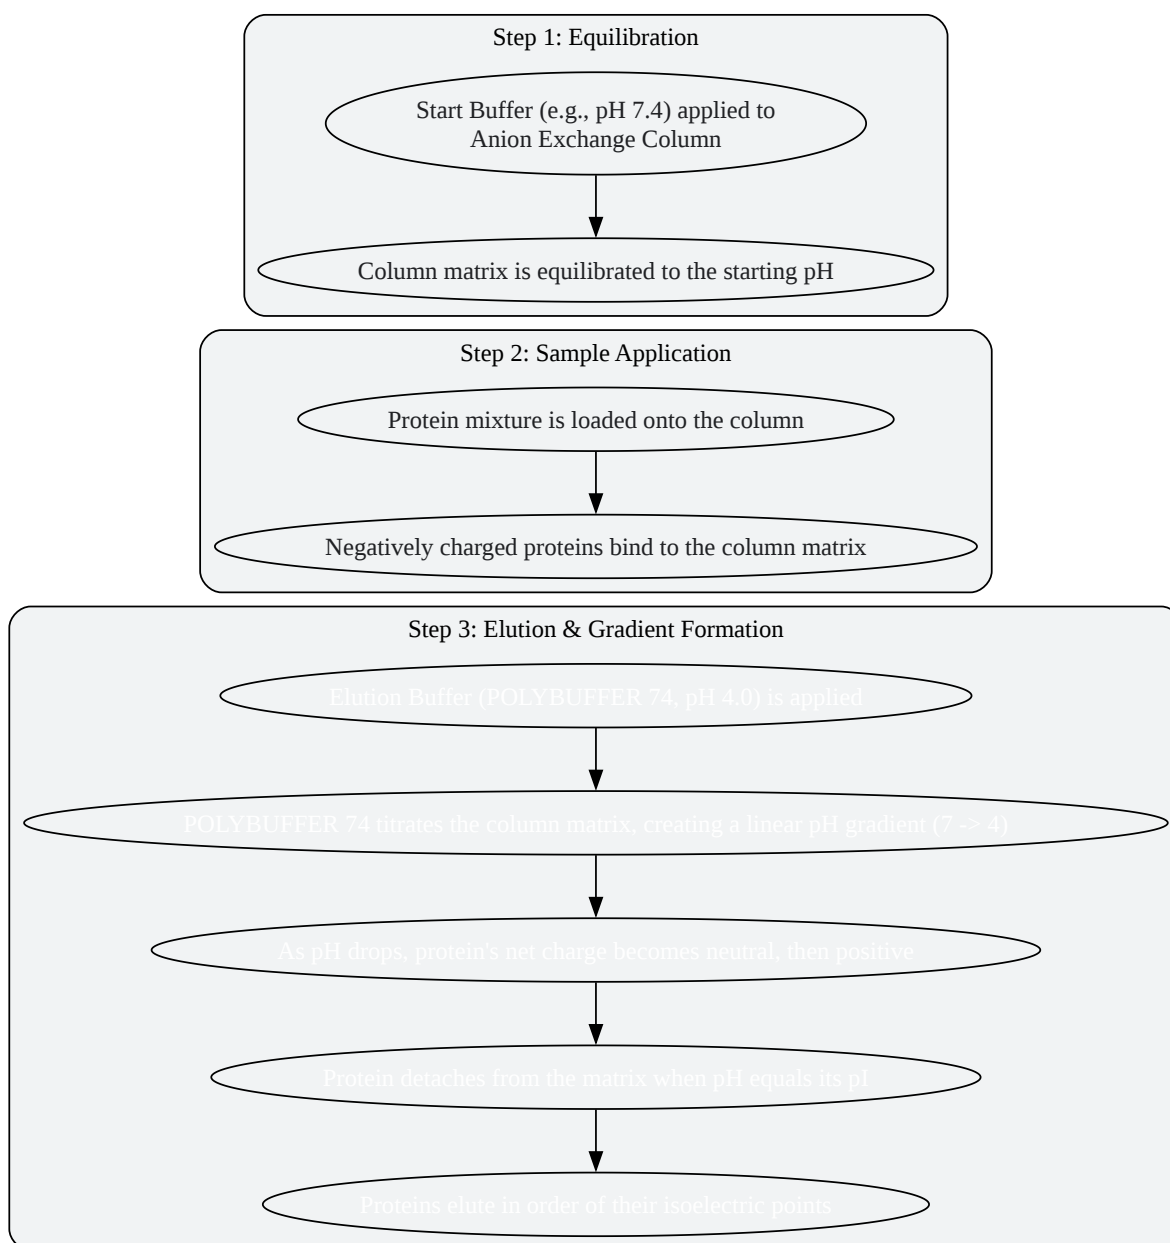 Step 1: Equilibration
Start Buffer (e.g., pH 7.4) applied to
Anion Exchange Column
Column matrix is equilibrated to the starting pH
Step 2: Sample Application
Protein mixture is loaded onto the column
Negatively charged proteins bind to the column matrix
Step 3: Elution & Gradient Formation
Elution Buffer (POLYBUFFER 74, pH 4.0) is applied
POLYBUFFER 74 titrates the column matrix, creating a linear pH gradient (7 -> 4)
As pH drops, protein's net charge becomes neutral, then positive
Protein detaches from the matrix when pH equals its pI
Proteins elute in order of their isoelectric points